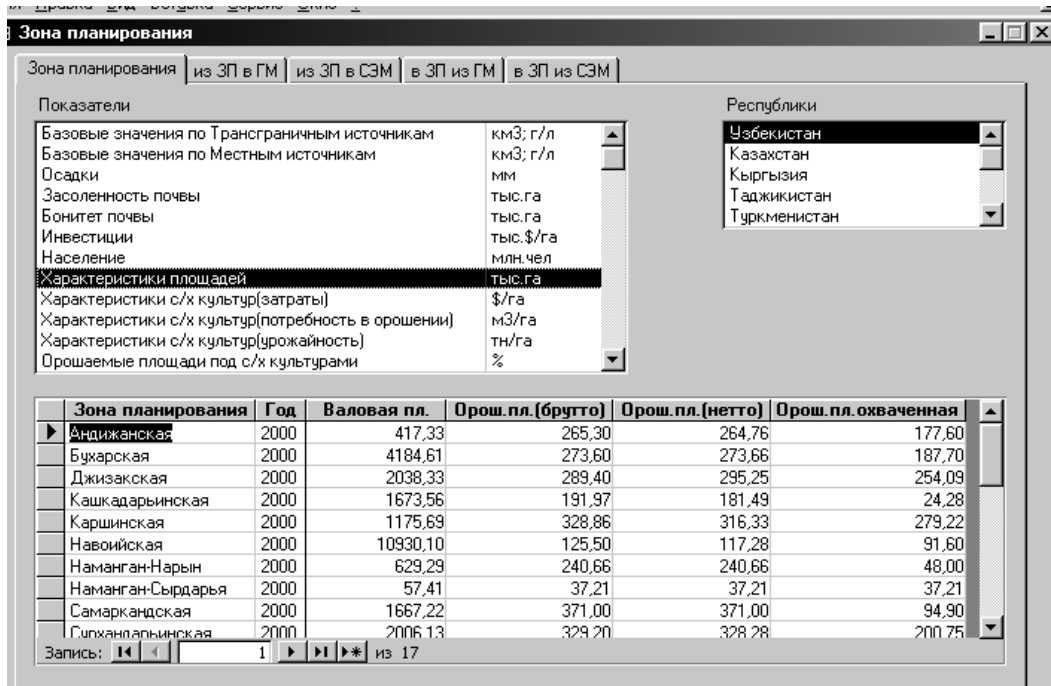 Правка Вид Вставка Сервис Окно ?
Зона планирования
Зона планирования из ЗП в ГМ из ЗП в СЭМ в ЗП из ГМ в ЗП из СЭМ
Показатели Республики
Базовые значения по Трансграничным источникам км3; г/л
Базовые значения по Местным источникам км3; г/л
Осадки мм
Засоленность почвы тыс.га
Бонитет почвы тыс.га
Инвестиции тыс.$/га
Население млн.чел
Характеристики площадей тыс.га
Характеристики с/х культур(затраты) $/га
Характеристики с/х культур(потребность в орошении) м3/га
Характеристики с/х культур(урожайность) тн/га
Орошаемые площади под с/х культурами %
Узбекистан
Казахстан
Кыргызия
Таджикистан
Туркменистан
Зона планирования Год Валовая пл. Орош.пл.(брутто) Орош.пл.(нетто) Орош.пл.охваченная
Андижанская 2000 417,33 265,30 264,76 177,60
Бухарская 2000 4184,61 273,60 273,66 187,70
Джизакская 2000 2038,33 289,40 295,25 254,09
Кашкадарьинская 2000 1673,56 191,97 181,49 24,28
Каршинская 2000 1175,69 328,86 316,33 279,22
Навоийская 2000 10930,10 125,50 117,28 91,60
Наманган-Нарын 2000 629,29 240,66 240,66 48,00
Наманган-Сырдарья 2000 57,41 37,21 37,21 37,21
Самаркандская 2000 1667,22 371,00 371,00 94,90
Сурхандарьинская 2000 2006,13 329,20 328,28 200,75
Запись: 1 из 17